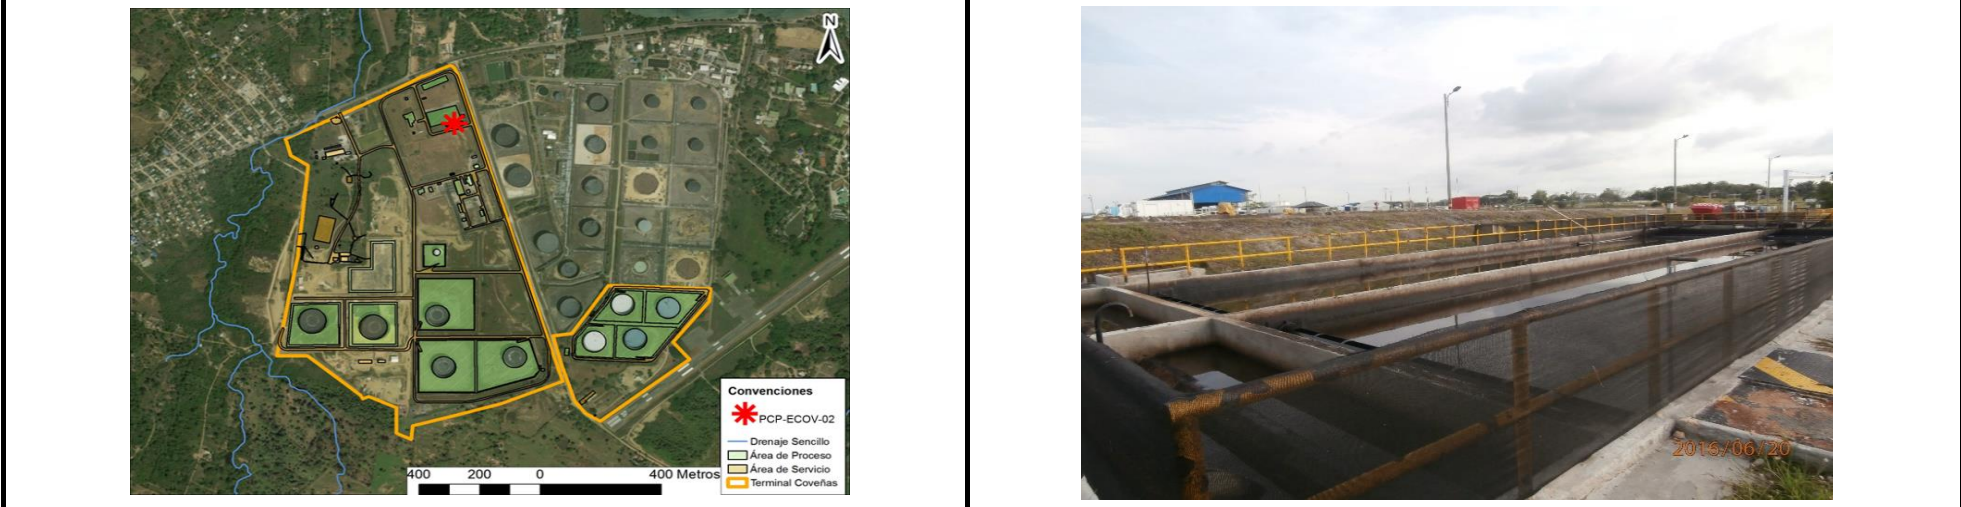 N
Convenciones
PCP-ECOV-02
Drenaje Sencillo
Área de Proceso
Área de Servicio
Terminal Coveñas
400 200 0 400 Metros
2015/06/20